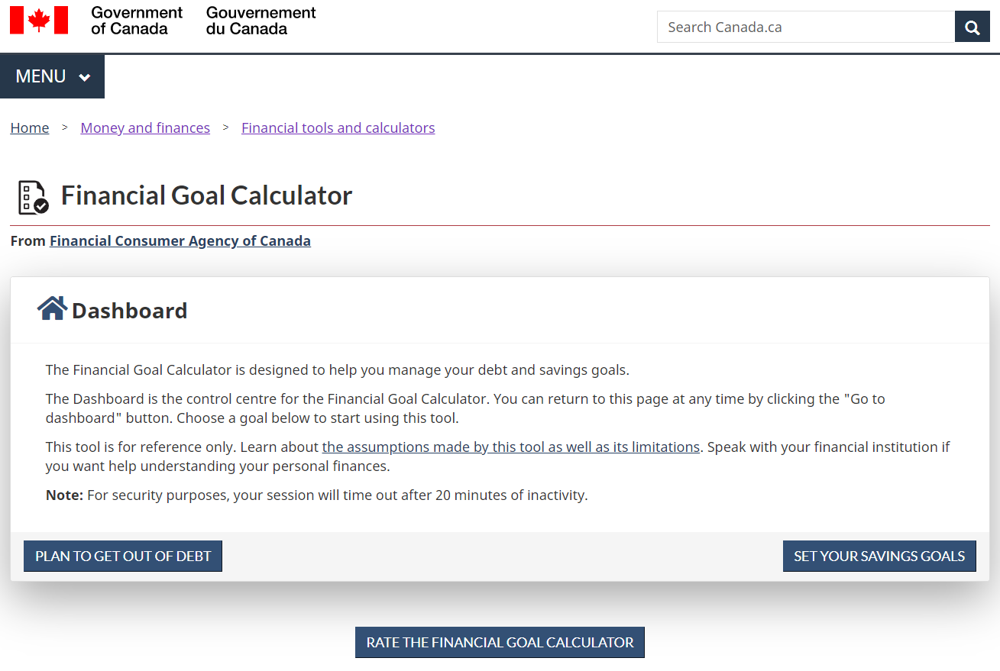 Government of Canada
Gouvernement du Canada
Search Canada.ca
MENU
Home > Money and finances > Financial tools and calculators
Financial Goal Calculator
From Financial Consumer Agency of Canada
Dashboard
The Financial Goal Calculator is designed to help you manage your debt and savings goals.
The Dashboard is the control centre for the Financial Goal Calculator. You can return to this page at any time by clicking the "Go to
dashboard" button. Choose a goal below to start using this tool.
This tool is for reference only. Learn about the assumptions made by this tool as well as its limitations. Speak with your financial institution if
you want help understanding your personal finances.
Note: For security purposes, your session will time out after 20 minutes of inactivity.
PLAN TO GET OUT OF DEBT
SET YOUR SAVINGS GOALS
RATE THE FINANCIAL GOAL CALCULATOR